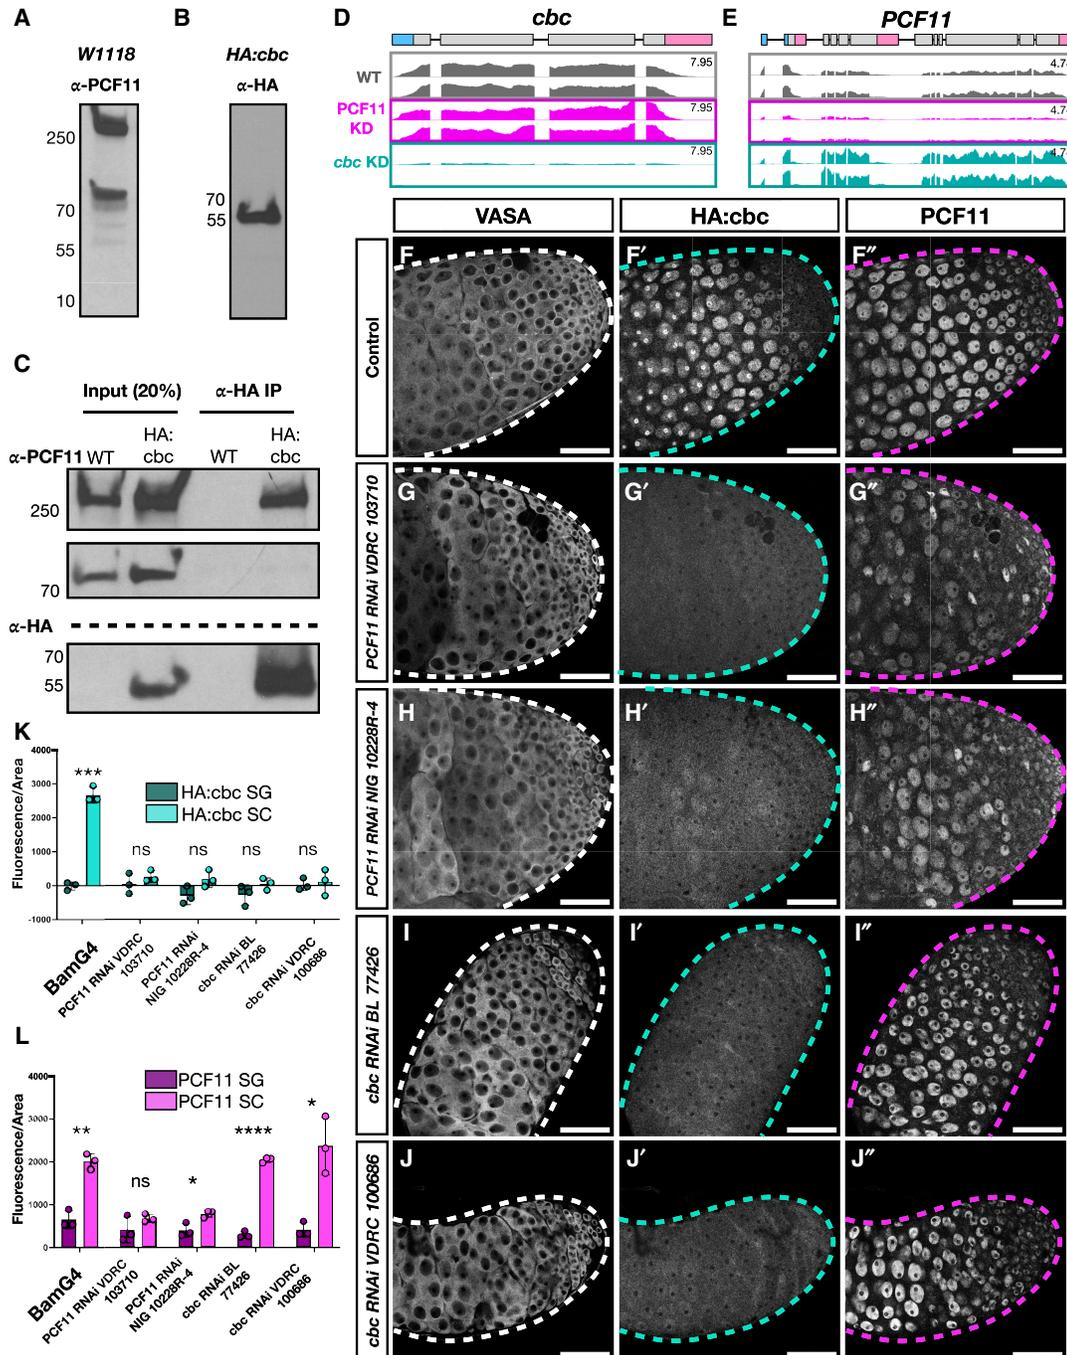 A
W1118
α-PCF11
250
70
55
10
B
HA:cbc
α-HA
70
55
C
Input (20%)
α-HA IP
α-PCF11
WT
HA:
cbc
WT
HA:
cbc
250
70
α-HA
70
55
D
cbc
WT
7.95
PCF11
KD
7.95
cbc KD
7.95
E
PCF11
VASA
HA:cbc
PCF11
Control
F
F′
F″
PCF11 RNAi VDRC 103710
G
G′
G″
PCF11 RNAi NIG 10228R-4
H
H′
H″
cbc RNAi BL 77426
I
I′
I″
cbc RNAi VDRC 100686
J
J′
J″
K
Fluorescence/Area
4000
3000
2000
1000
0
-1000
HA:cbc SG
HA:cbc SC
***
ns
ns
ns
ns
BamG4
PCF11 RNAi VDRC
103710
PCF11 RNAi
NIG 10228R-4
cbc RNAi BL
77426
cbc RNAi VDRC
100686
L
Fluorescence/Area
4000
3000
2000
1000
0
PCF11 SG
PCF11 SC
**
ns
*
****
*
BamG4
PCF11 RNAi VDRC
103710
PCF11 RNAi
NIG 10228R-4
cbc RNAi BL
77426
cbc RNAi VDRC
100686